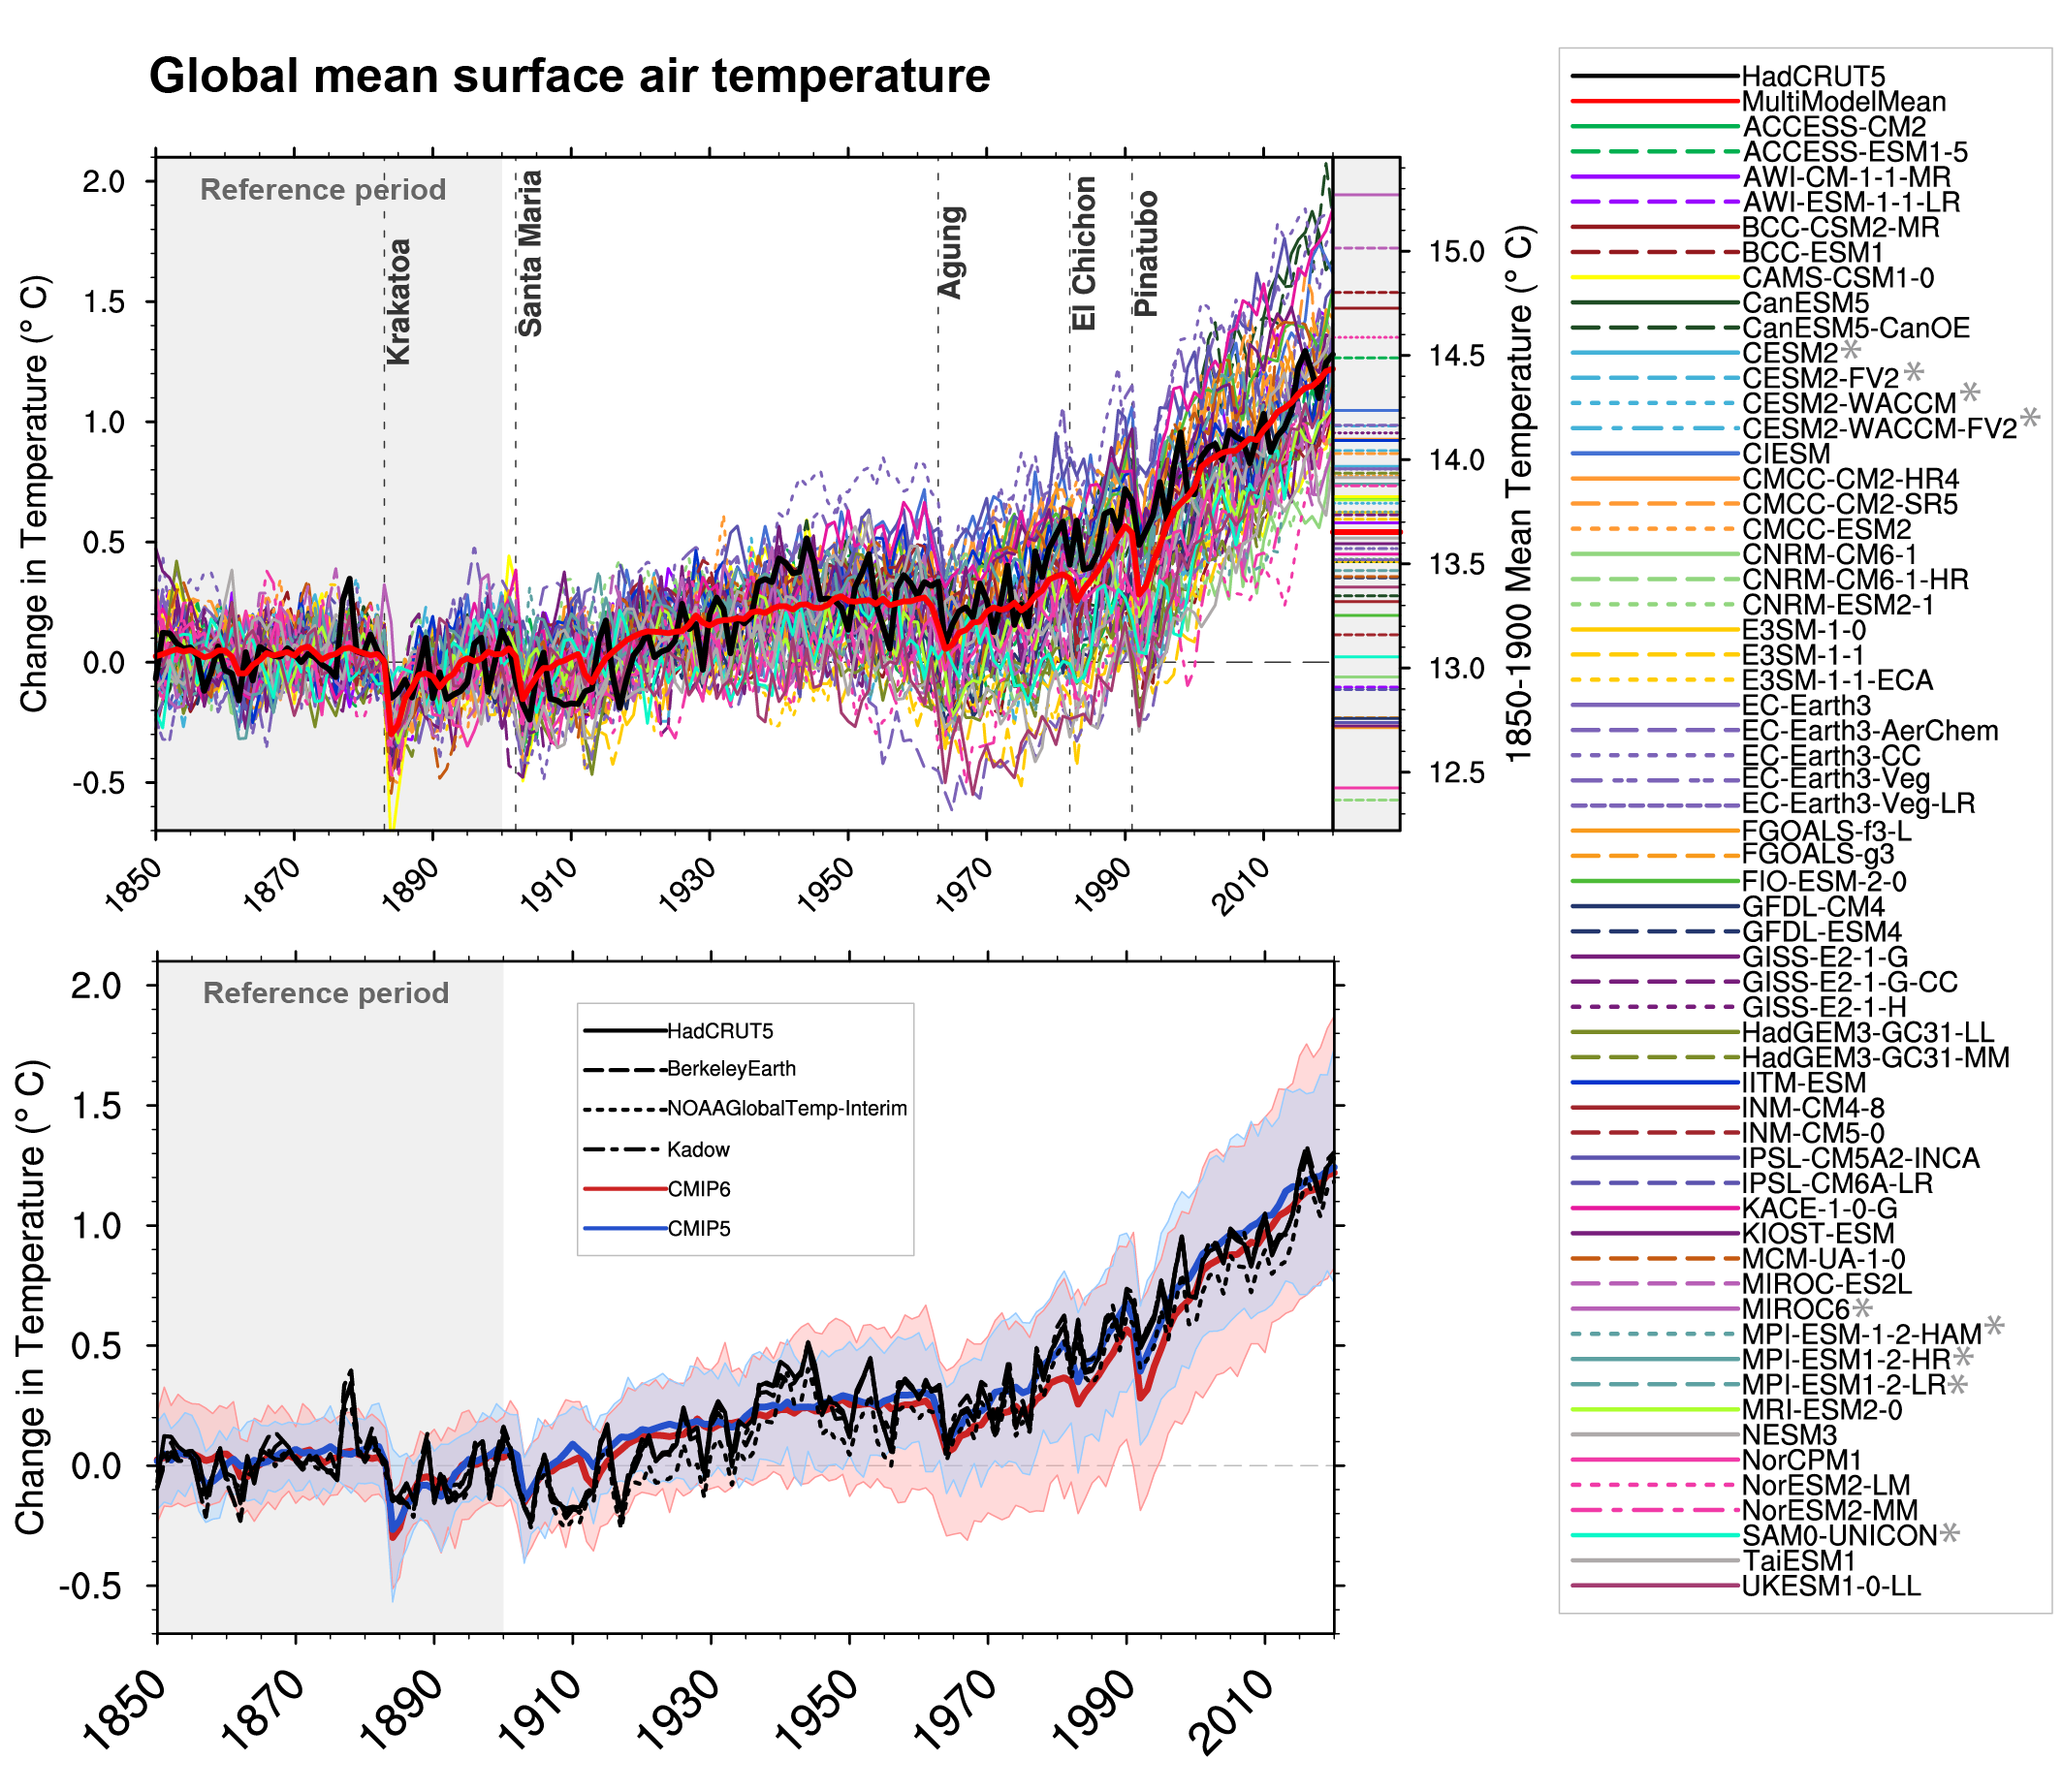 Global mean surface air temperature
Change in Temperature (° C)
2.0
1.5
1.0
0.5
0.0
-0.5
Reference period
Krakatoa
Santa Maria
Agung
El Chichon
Pinatubo
15.0
14.5
14.0
13.5
13.0
12.5
1850-1900 Mean Temperature (° C)
1850
1870
1890
1910
1930
1950
1970
1990
2010
Change in Temperature (° C)
2.0
1.5
1.0
0.5
0.0
-0.5
Reference period
HadCRUT5
BerkeleyEarth
NOAAGlobalTemp-Interim
Kadow
CMIP6
CMIP5
1850
1870
1890
1910
1930
1950
1970
1990
2010
HadCRUT5
MultiModelMean
ACCESS-CM2
ACCESS-ESM1-5
AWI-CM-1-1-MR
AWI-ESM-1-1-LR
BCC-CSM2-MR
BCC-ESM1
CAMS-CSM1-0
CanESM5
CanESM5-CanOE
CESM2*
CESM2-FV2*
CESM2-WACCM*
CESM2-WACCM-FV2*
CIESM
CMCC-CM2-HR4
CMCC-CM2-SR5
CMCC-ESM2
CNRM-CM6-1
CNRM-CM6-1-HR
CNRM-ESM2-1
E3SM-1-0
E3SM-1-1
E3SM-1-1-ECA
EC-Earth3
EC-Earth3-AerChem
EC-Earth3-CC
EC-Earth3-Veg
EC-Earth3-Veg-LR
FGOALS-f3-L
FGOALS-g3
FIO-ESM-2-0
GFDL-CM4
GFDL-ESM4
GISS-E2-1-G
GISS-E2-1-G-CC
GISS-E2-1-H
HadGEM3-GC31-LL
HadGEM3-GC31-MM
IITM-ESM
INM-CM4-8
INM-CM5-0
IPSL-CM5A2-INCA
IPSL-CM6A-LR
KACE-1-0-G
KIOST-ESM
MCM-UA-1-0
MIROC-ES2L
MIROC6*
MPI-ESM-1-2-HAM*
MPI-ESM1-2-HR*
MPI-ESM1-2-LR*
MRI-ESM2-0
NESM3
NorCPM1
NorESM2-LM
NorESM2-MM
SAM0-UNICON*
TaiESM1
UKESM1-0-LL